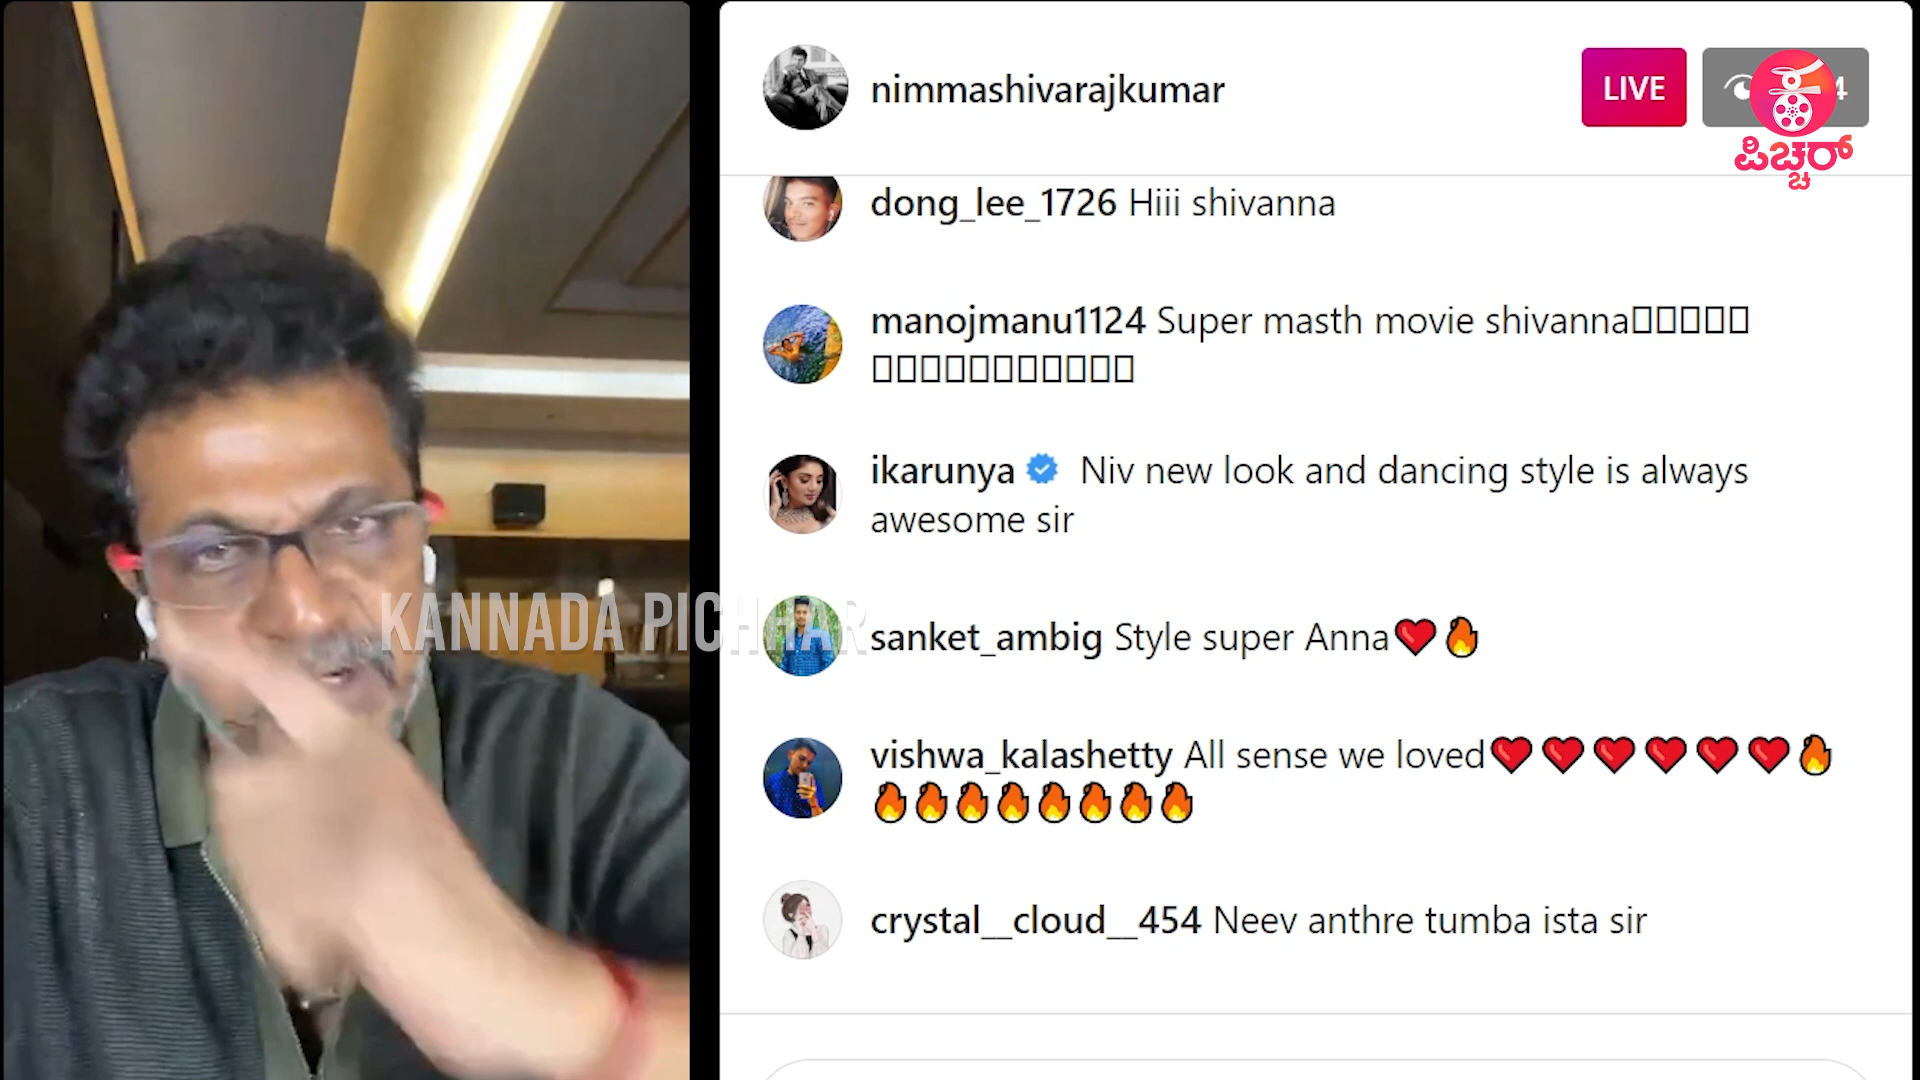 nimmashivarajkumar
LIVE
4
ಪಿಚ್ಚರ್
dong_lee_1726 Hiii shivanna
manojmanu1124 Super masth movie shivanna
ikarunya Niv new look and dancing style is always
awesome sir
KANNADA PICHHAR
sanket_ambig Style super Anna❤🔥
vishwa_kalashetty All sense we loved❤❤❤❤❤❤🔥
🔥🔥🔥🔥🔥🔥🔥🔥
crystal__cloud__454 Neev anthre tumba ista sir